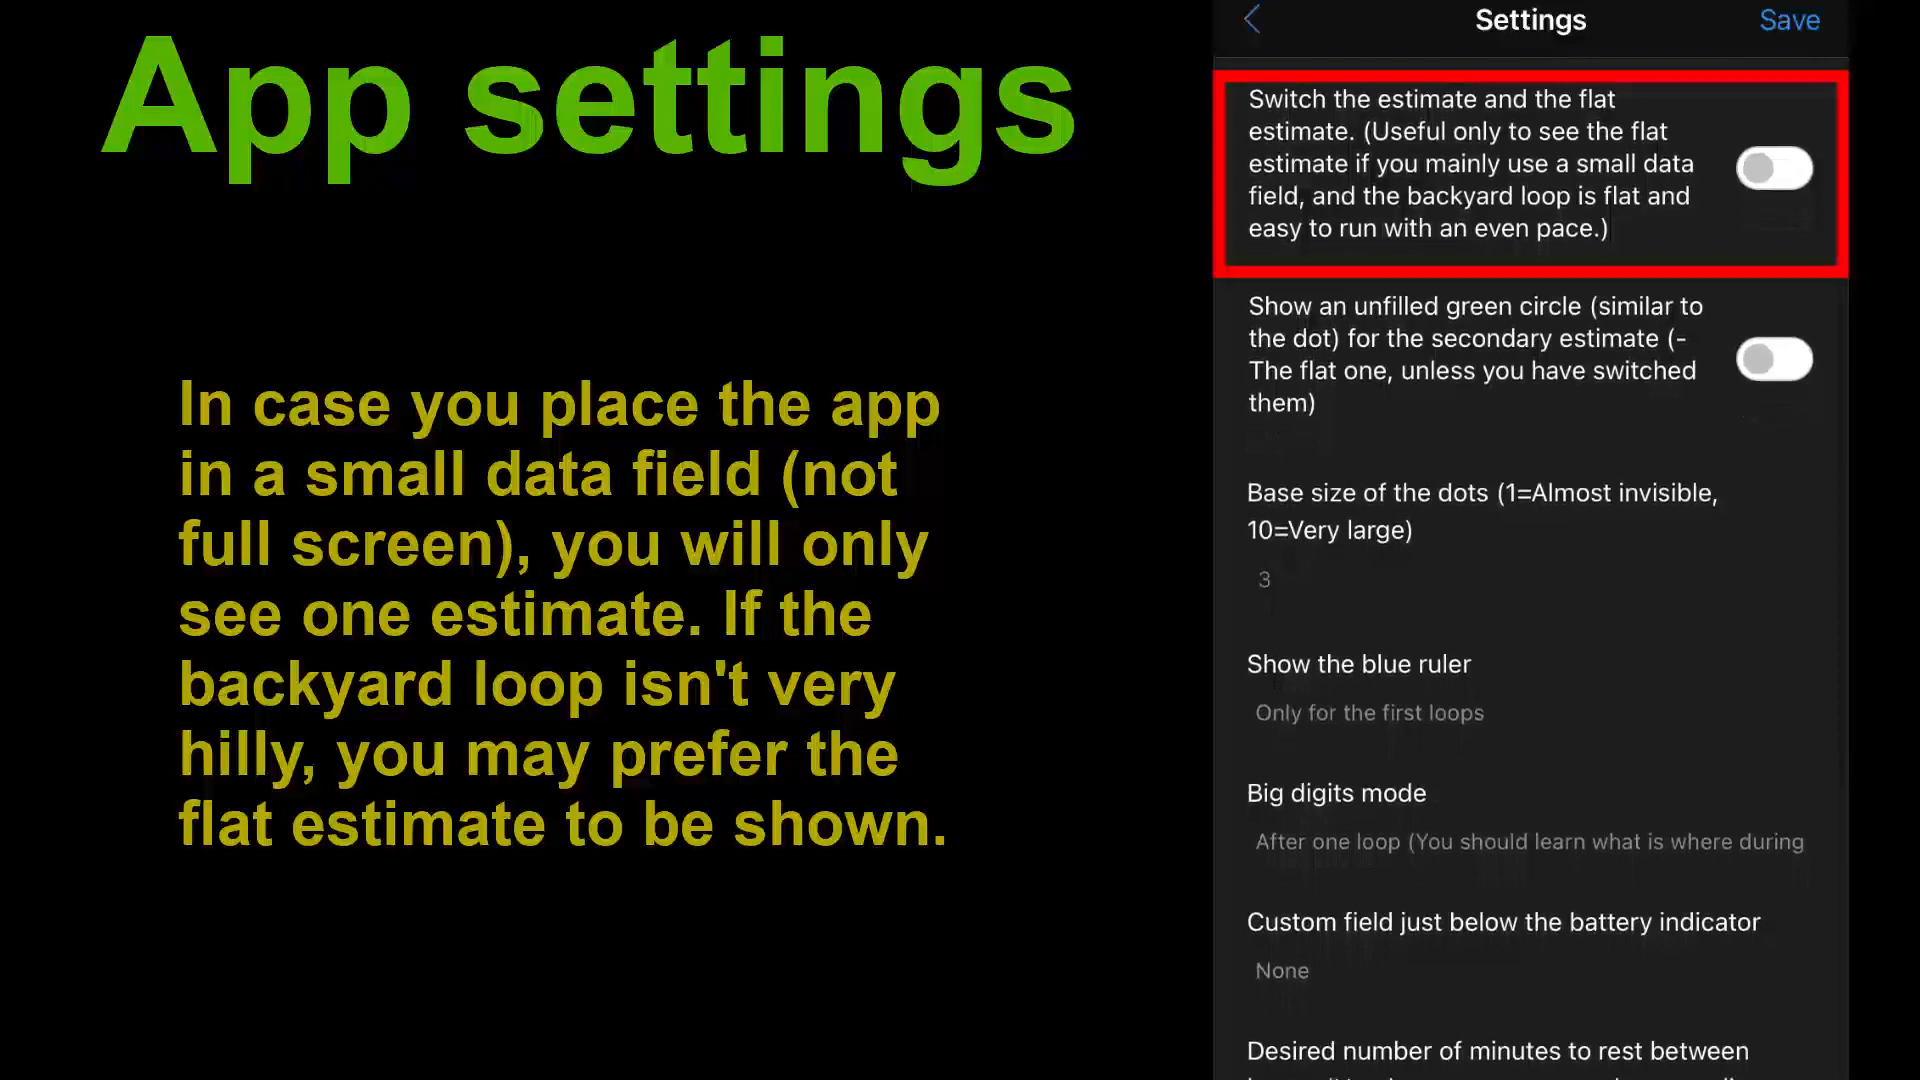 App settings
In case you place the app
in a small data field (not
full screen), you will only
see one estimate. If the
backyard loop isn't very
hilly, you may prefer the
flat estimate to be shown.
Settings
Save
Switch the estimate and the flat
estimate. (Useful only to see the flat
estimate if you mainly use a small data
field, and the backyard loop is flat and
easy to run with an even pace.)
Show an unfilled green circle (similar to
the dot) for the secondary estimate (-
The flat one, unless you have switched
them)
Base size of the dots (1=Almost invisible,
10=Very large)
3
Show the blue ruler
Only for the first loops
Big digits mode
After one loop (You should learn what is where during
Custom field just below the battery indicator
None
Desired number of minutes to rest between